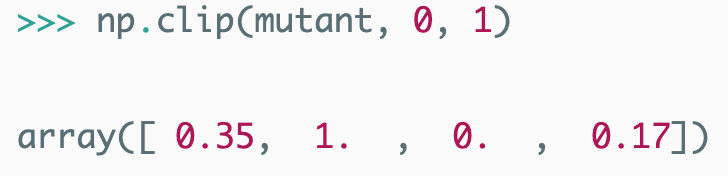 >>> np.clip(mutant, 0, 1)
array([ 0.35,  1.  ,  0.  ,  0.17])